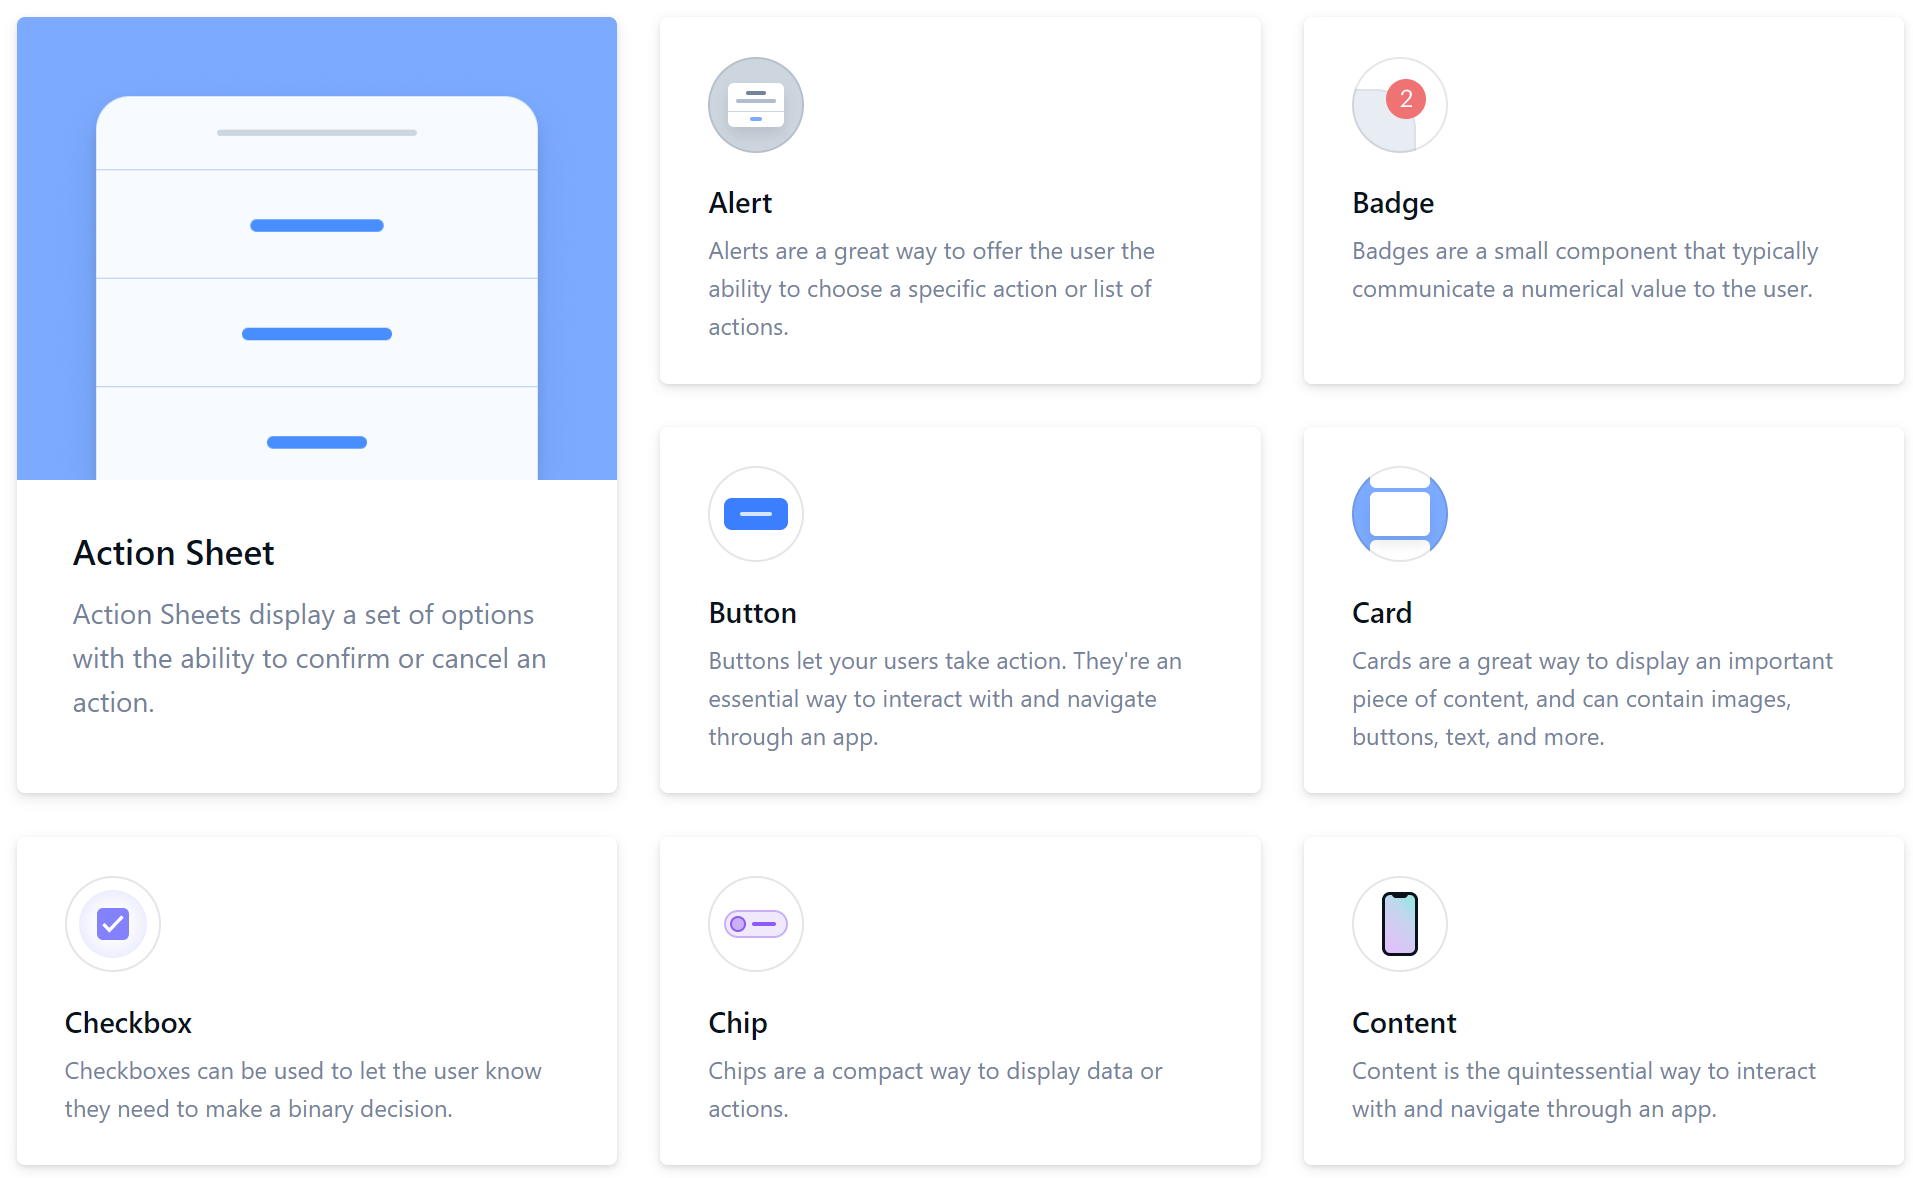 Action Sheet
Action Sheets display a set of options
with the ability to confirm or cancel an
action.
Alert
Alerts are a great way to offer the user the
ability to choose a specific action or list of
actions.
2
Badge
Badges are a small component that typically
communicate a numerical value to the user.
Button
Buttons let your users take action. They're an
essential way to interact with and navigate
through an app.
Card
Cards are a great way to display an important
piece of content, and can contain images,
buttons, text, and more.
Checkbox
Checkboxes can be used to let the user know
they need to make a binary decision.
Chip
Chips are a compact way to display data or
actions.
Content
Content is the quintessential way to interact
with and navigate through an app.